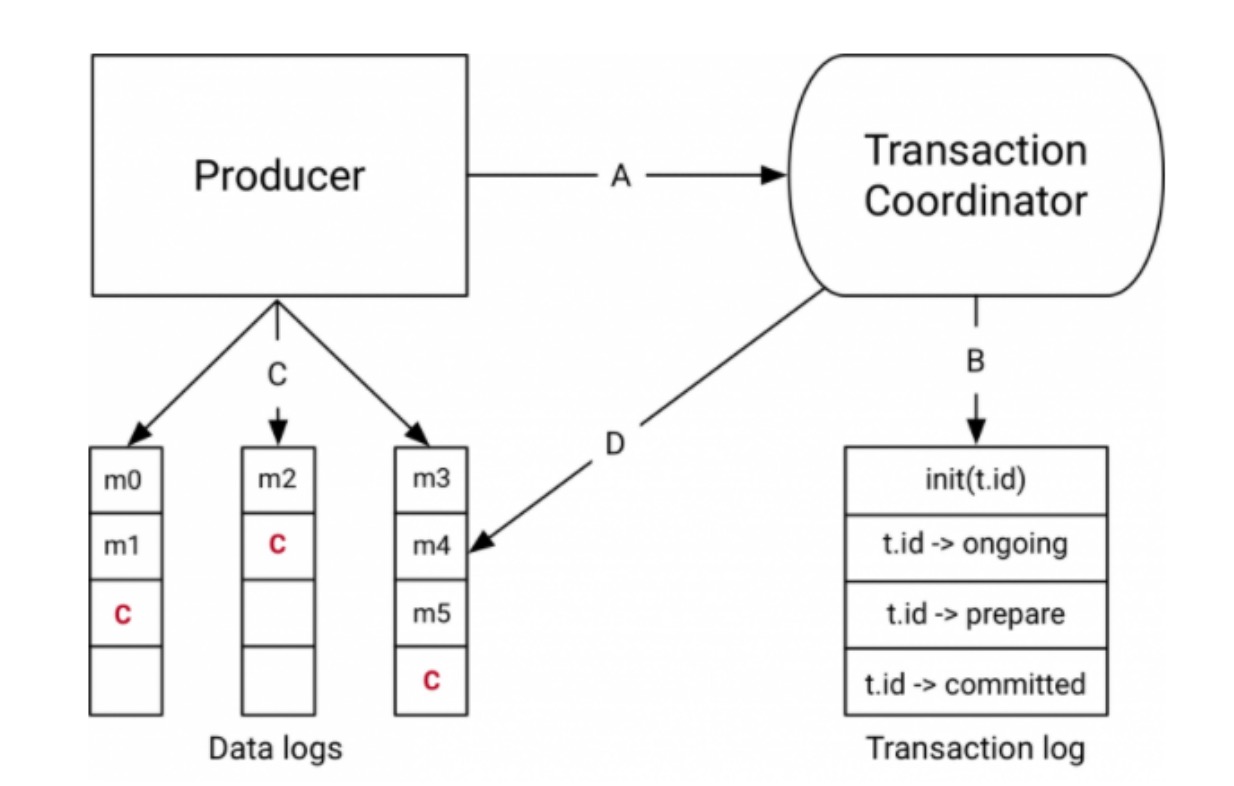 Producer
A
Transaction
Coordinator
C
B
D
m0
m1
C
m2
C
m3
m4
m5
C
init(t.id)
t.id -> ongoing
t.id -> prepare
t.id -> committed
Data logs
Transaction log